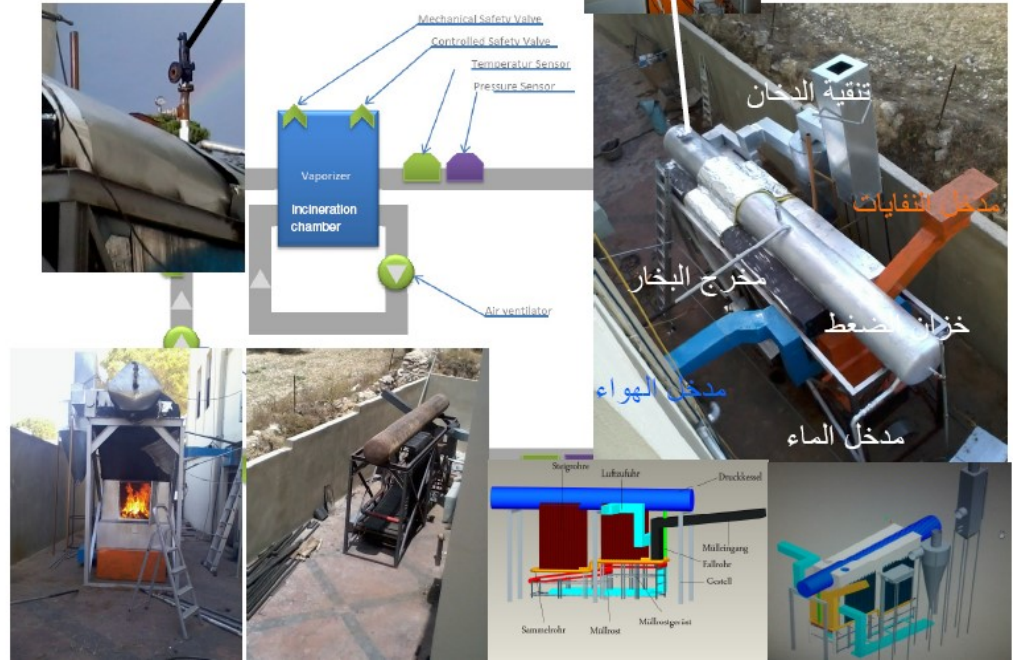 Mechanical Safety Valve
Controlled Safety Valve
Temperatur Sensor
Pressure Sensor
Vaporizer
Incineration
chamber
Air ventilator
تنقية الدخان
مدخل النفايات
مخرج البخار
خزان الضغط
مدخل الهواء
مدخل الماء
Steigrohre
Luftzufuhr
Druckkessel
Mülleingang
Fallrohr
Gestell
Sammelrohr
Müllrost
Müllrostgerüst